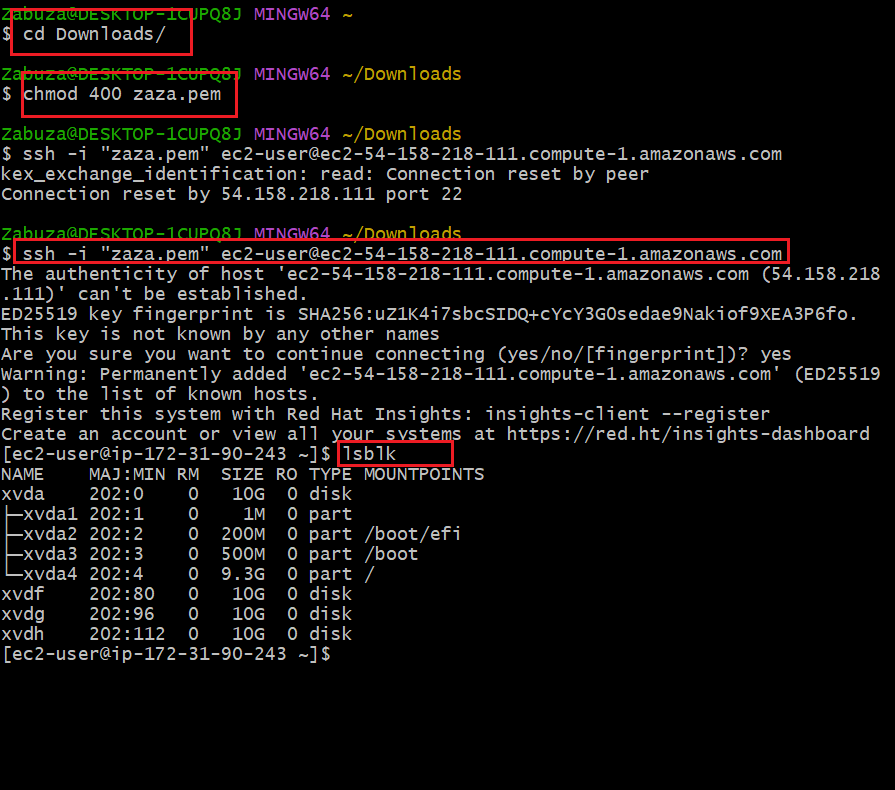 Zabuza@DESKTOP-1CUPQ8J MINGW64 ~
$ cd Downloads/
Zabuza@DESKTOP-1CUPQ8J MINGW64 ~/Downloads
$ chmod 400 zaza.pem
Zabuza@DESKTOP-1CUPQ8J MINGW64 ~/Downloads
$ ssh -i "zaza.pem" ec2-user@ec2-54-158-218-111.compute-1.amazonaws.com
kex_exchange_identification: read: Connection reset by peer
Connection reset by 54.158.218.111 port 22
Zabuza@DESKTOP-1CUPQ8J MINGW64 ~/Downloads
$ ssh -i "zaza.pem" ec2-user@ec2-54-158-218-111.compute-1.amazonaws.com
The authenticity of host 'ec2-54-158-218-111.compute-1.amazonaws.com (54.158.218
.111)' can't be established.
ED25519 key fingerprint is SHA256:uZ1K4i7sbcSIDQ+cYcY3G0sedae9Nakiof9XEA3P6fo.
This key is not known by any other names
Are you sure you want to continue connecting (yes/no/[fingerprint])? yes
Warning: Permanently added 'ec2-54-158-218-111.compute-1.amazonaws.com' (ED25519
) to the list of known hosts.
Register this system with Red Hat Insights: insights-client --register
Create an account or view all your systems at https://red.ht/insights-dashboard
[ec2-user@ip-172-31-90-243 ~]$ lsblk
NAME    MAJ:MIN RM  SIZE RO TYPE MOUNTPOINTS
xvda    202:0    0   10G  0 disk
├─xvda1 202:1    0    1M  0 part
├─xvda2 202:2    0  200M  0 part /boot/efi
├─xvda3 202:3    0  500M  0 part /boot
└─xvda4 202:4    0  9.3G  0 part /
xvdf    202:80   0   10G  0 disk
xvdg    202:96   0   10G  0 disk
xvdh    202:112  0   10G  0 disk
[ec2-user@ip-172-31-90-243 ~]$